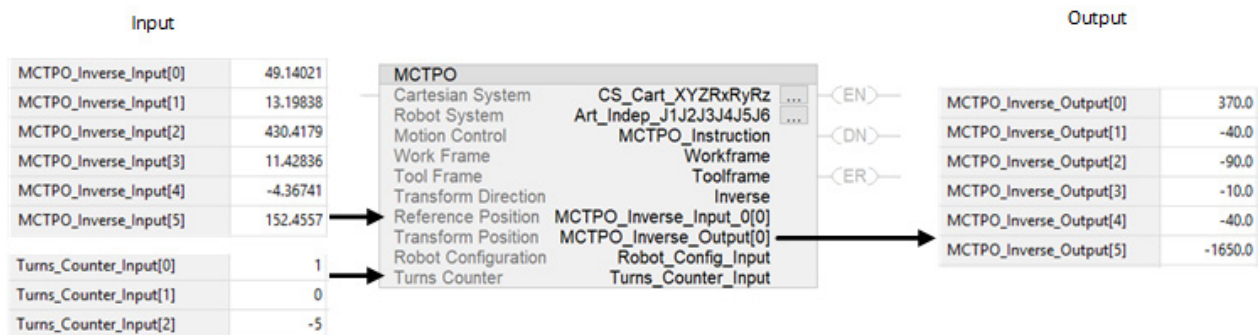 Input
Output
MCTPO_Inverse_Input[0] 49.14021
MCTPO_Inverse_Input[1] 13.19838
MCTPO_Inverse_Input[2] 430.4179
MCTPO_Inverse_Input[3] 11.42836
MCTPO_Inverse_Input[4] -4.36741
MCTPO_Inverse_Input[5] 152.4557
Turns_Counter_Input[0] 1
Turns_Counter_Input[1] 0
Turns_Counter_Input[2] -5
MCTPO
Cartesian System CS_Cart_XYZRxRyRz ... EN
Robot System Art_Indep_J1J2J3J4J5J6 ...
Motion Control MCTPO_Instruction DN
Work Frame Workframe
Tool Frame Toolframe ER
Transform Direction Inverse
Reference Position MCTPO_Inverse_Input_0[0]
Transform Position MCTPO_Inverse_Output[0]
Robot Configuration Robot_Config_Input
Turns Counter Turns_Counter_Input
MCTPO_Inverse_Output[0] 370.0
MCTPO_Inverse_Output[1] -40.0
MCTPO_Inverse_Output[2] -90.0
MCTPO_Inverse_Output[3] -10.0
MCTPO_Inverse_Output[4] -40.0
MCTPO_Inverse_Output[5] -1650.0